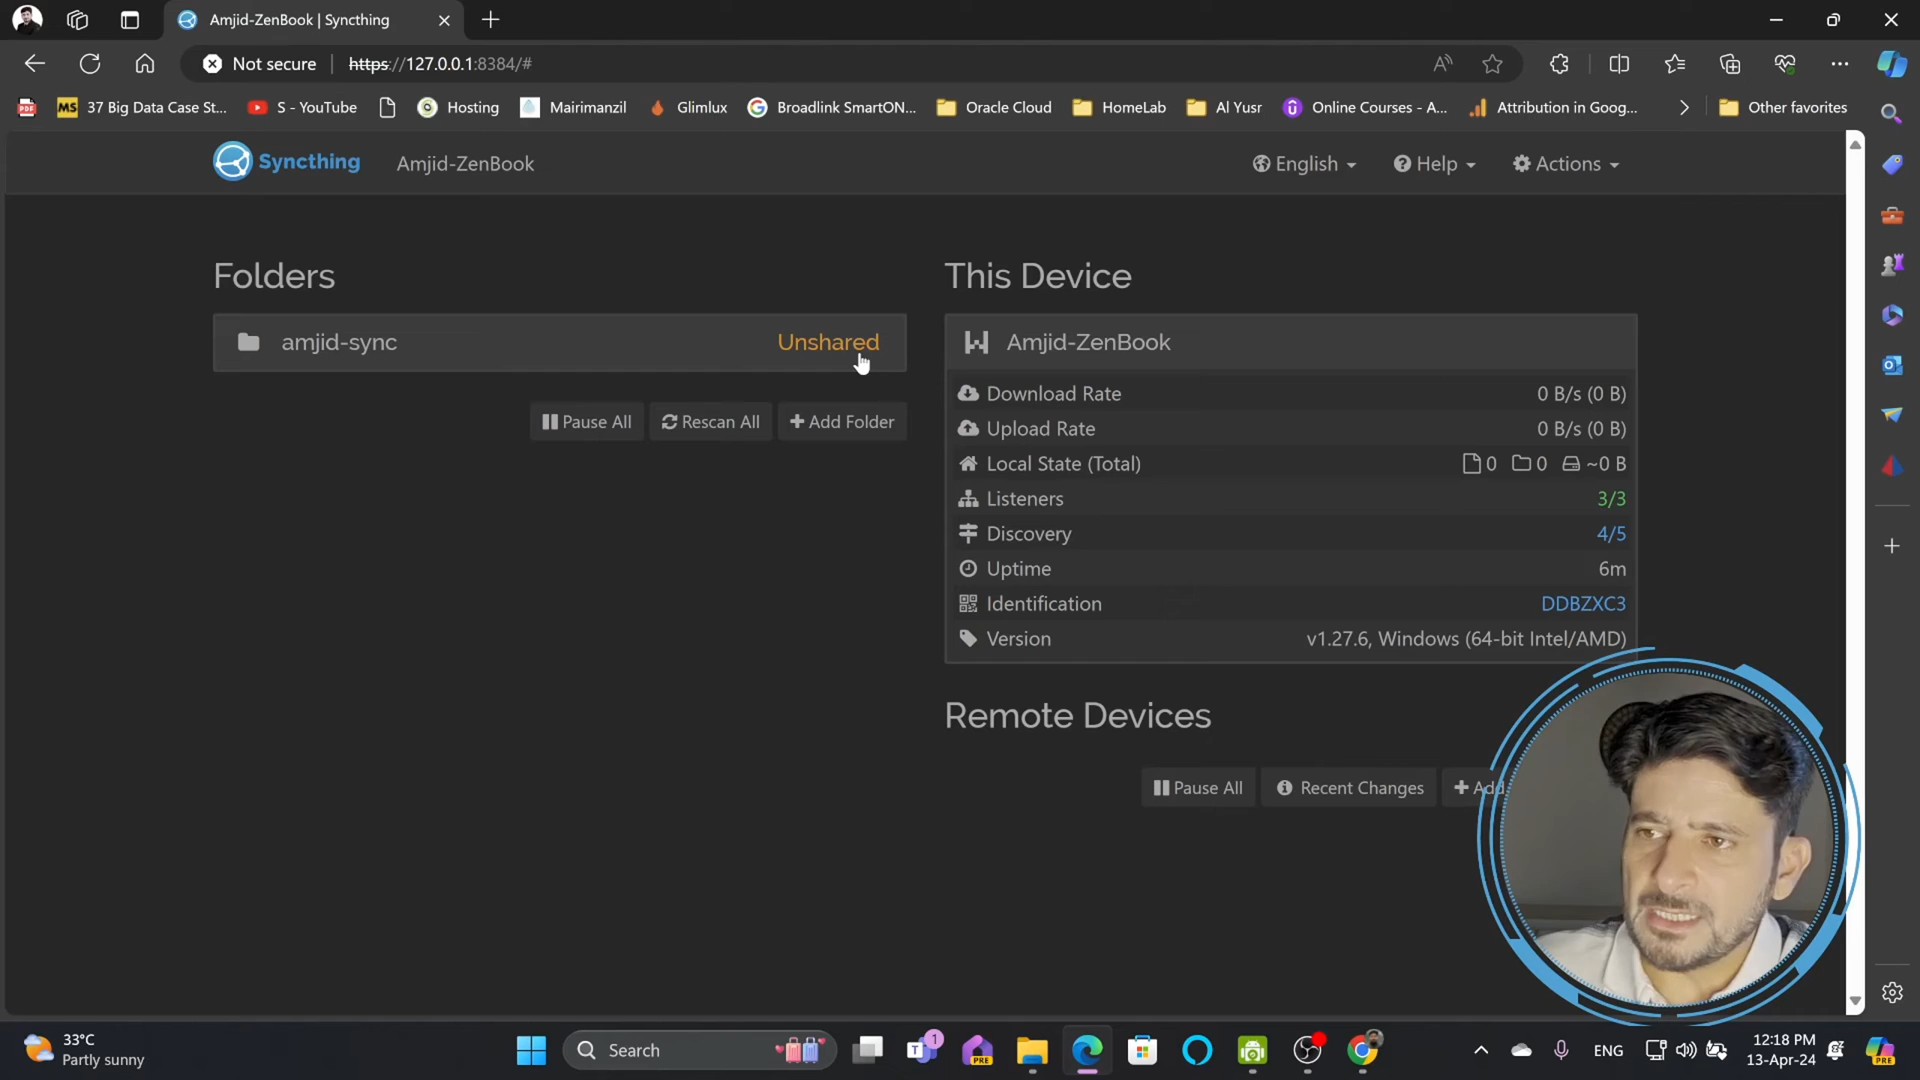 Amjid-ZenBook | Syncthing
Not secure https://127.0.0.1:8384/#
37 Big Data Case St... S - YouTube Hosting Mairimanzil Glimlux Broadlink SmartON... Oracle Cloud HomeLab Al Yusr Online Courses - A... Attribution in Goog... Other favorites
Syncthing Amjid-ZenBook English Help Actions
Folders
amjid-sync Unshared
Pause All Rescan All Add Folder
This Device
Amjid-ZenBook
Download Rate 0 B/s (0 B)
Upload Rate 0 B/s (0 B)
Local State (Total) 0 0 ~0 B
Listeners 3/3
Discovery 4/5
Uptime 6m
Identification DDBZXC3
Version v1.27.6, Windows (64-bit Intel/AMD)
Remote Devices
Pause All Recent Changes Add
33°C
Partly sunny
Search
1
PRE
ENG
12:18 PM
13-Apr-24
PRE